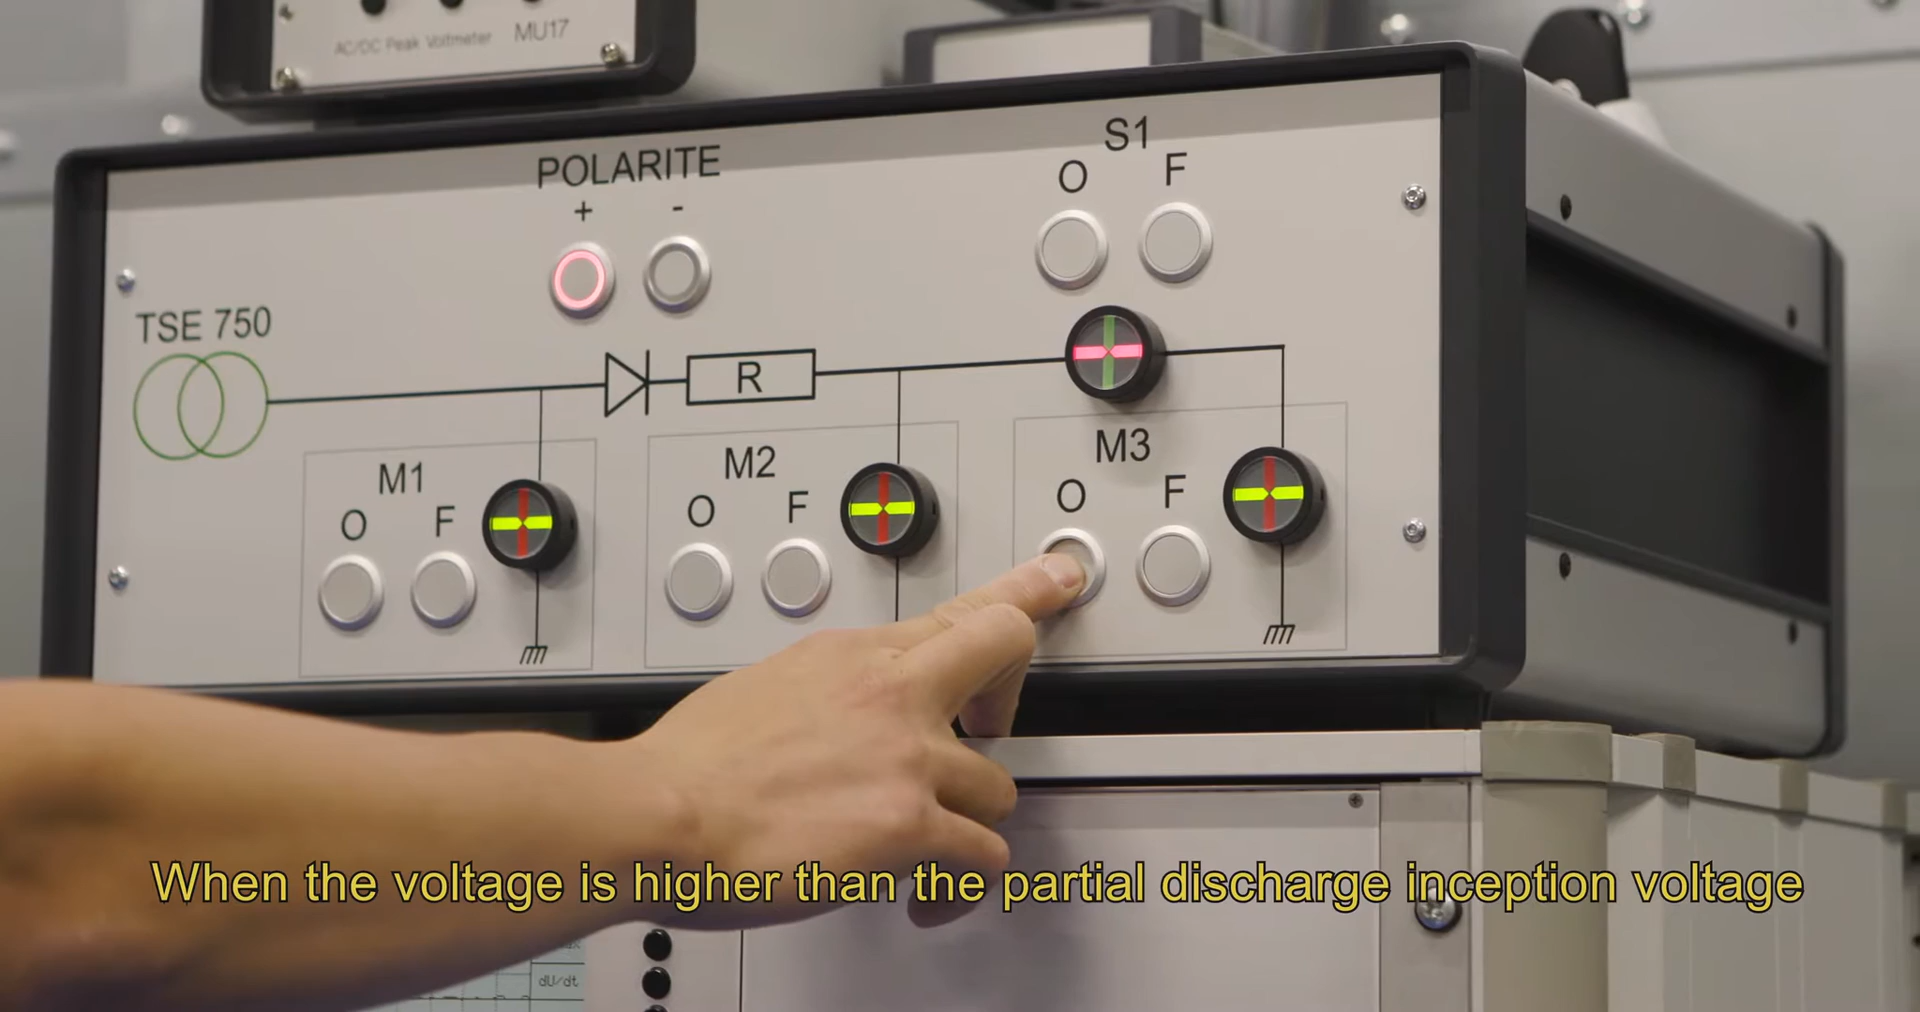 AC/DC Peak Voltmeter MU17
POLARITE
+ -
S1
O F
TSE 750
R
M1
O F
M2
O F
M3
O F
When the voltage is higher than the partial discharge inception voltage
dU/dt